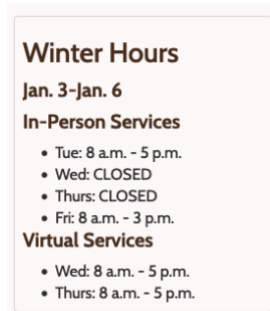 Winter Hours
Jan. 3-Jan. 6
In-Person Services
• Tue: 8 a.m. - 5 p.m.
• Wed: CLOSED
• Thurs: CLOSED
• Fri: 8 a.m. - 3 p.m.
Virtual Services
• Wed: 8 a.m. - 5 p.m.
• Thurs: 8 a.m. - 5 p.m.